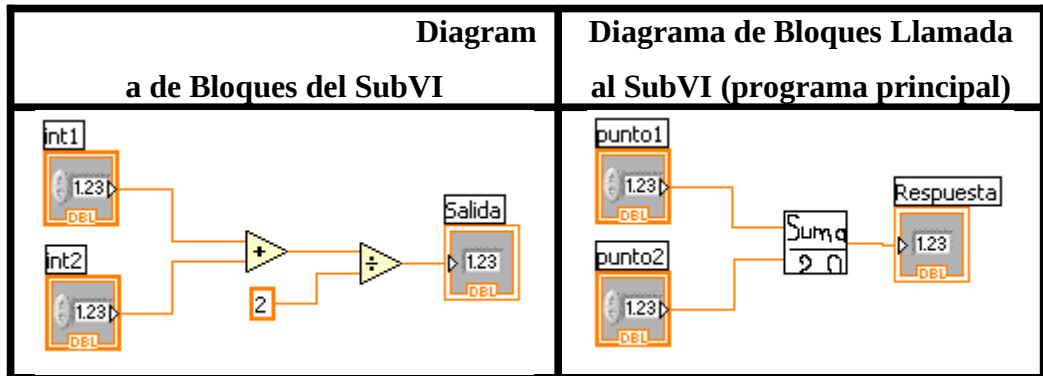 Diagram
a de Bloques del SubVI
Diagrama de Bloques Llamada
al SubVI (programa principal)
int1
1.23
DBL
int2
1.23
DBL
+
÷
2
Salida
1.23
DBL
punto1
1.23
DBL
punto2
1.23
DBL
Suma
Respuesta
1.23
DBL